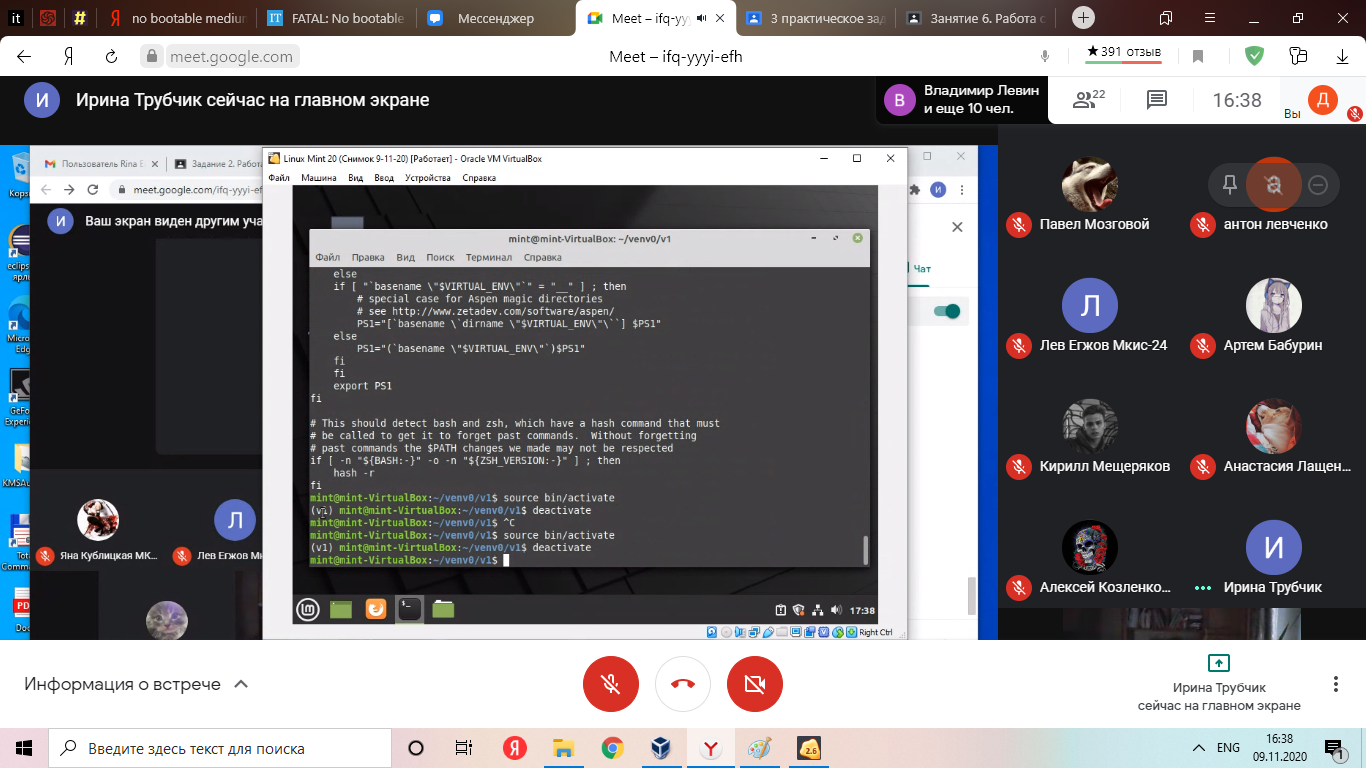 no bootable mediu
FATAL: No bootable
Мессенджер
Meet – ifq-yy
3 практическое зад
Занятие 6. Работа с
meet.google.com
Meet – ifq-yyyi-efh
★391 отзыв
И
Ирина Трубчик сейчас на главном экране
В
Владимир Левин
и еще 10 чел.
22
16:38
Вы
Д
Пользователь Rina
Задание 2. Работа
meet.google.com/ifq-yyyi-ef
И
Ваш экран виден другим уча
Linux Mint 20 (Снимок 9-11-20) [Работает] - Oracle VM VirtualBox
Файл Машина Вид Ввод Устройства Справка
mint@mint-VirtualBox: ~/venv0/v1
Файл Правка Вид Поиск Терминал Справка
else
if [ "`basename \"$VIRTUAL_ENV\"`" = "__" ] ; then
# special case for Aspen magic directories
# see http://www.zetadev.com/software/aspen/
PS1="[`basename \`dirname \"$VIRTUAL_ENV\"\``] $PS1"
else
PS1="(`basename \"$VIRTUAL_ENV\"`)$PS1"
fi
fi
export PS1
fi
# This should detect bash and zsh, which have a hash command that must
# be called to get it to forget past commands.  Without forgetting
# past commands the $PATH changes we made may not be respected
if [ -n "${BASH:-}" -o -n "${ZSH_VERSION:-}" ] ; then
hash -r
fi
mint@mint-VirtualBox:~/venv0/v1$ source bin/activate
(v1) mint@mint-VirtualBox:~/venv0/v1$ deactivate
mint@mint-VirtualBox:~/venv0/v1$ ^C
mint@mint-VirtualBox:~/venv0/v1$ source bin/activate
(v1) mint@mint-VirtualBox:~/venv0/v1$ deactivate
mint@mint-VirtualBox:~/venv0/v1$
17:38
Right Ctrl
Чат
Яна Кублицкая МК...
Л
Лев Егжов Мк
Павел Мозговой
а
антон левченко
Л
Лев Егжов Мкис-24
Артем Бабурин
Кирилл Мещеряков
Анастасия Лащен...
Алексей Козленко...
И
Ирина Трубчик
Информация о встрече
Ирина Трубчик
сейчас на главном экране
Введите здесь текст для поиска
2.6
ENG
16:38
09.11.2020
1